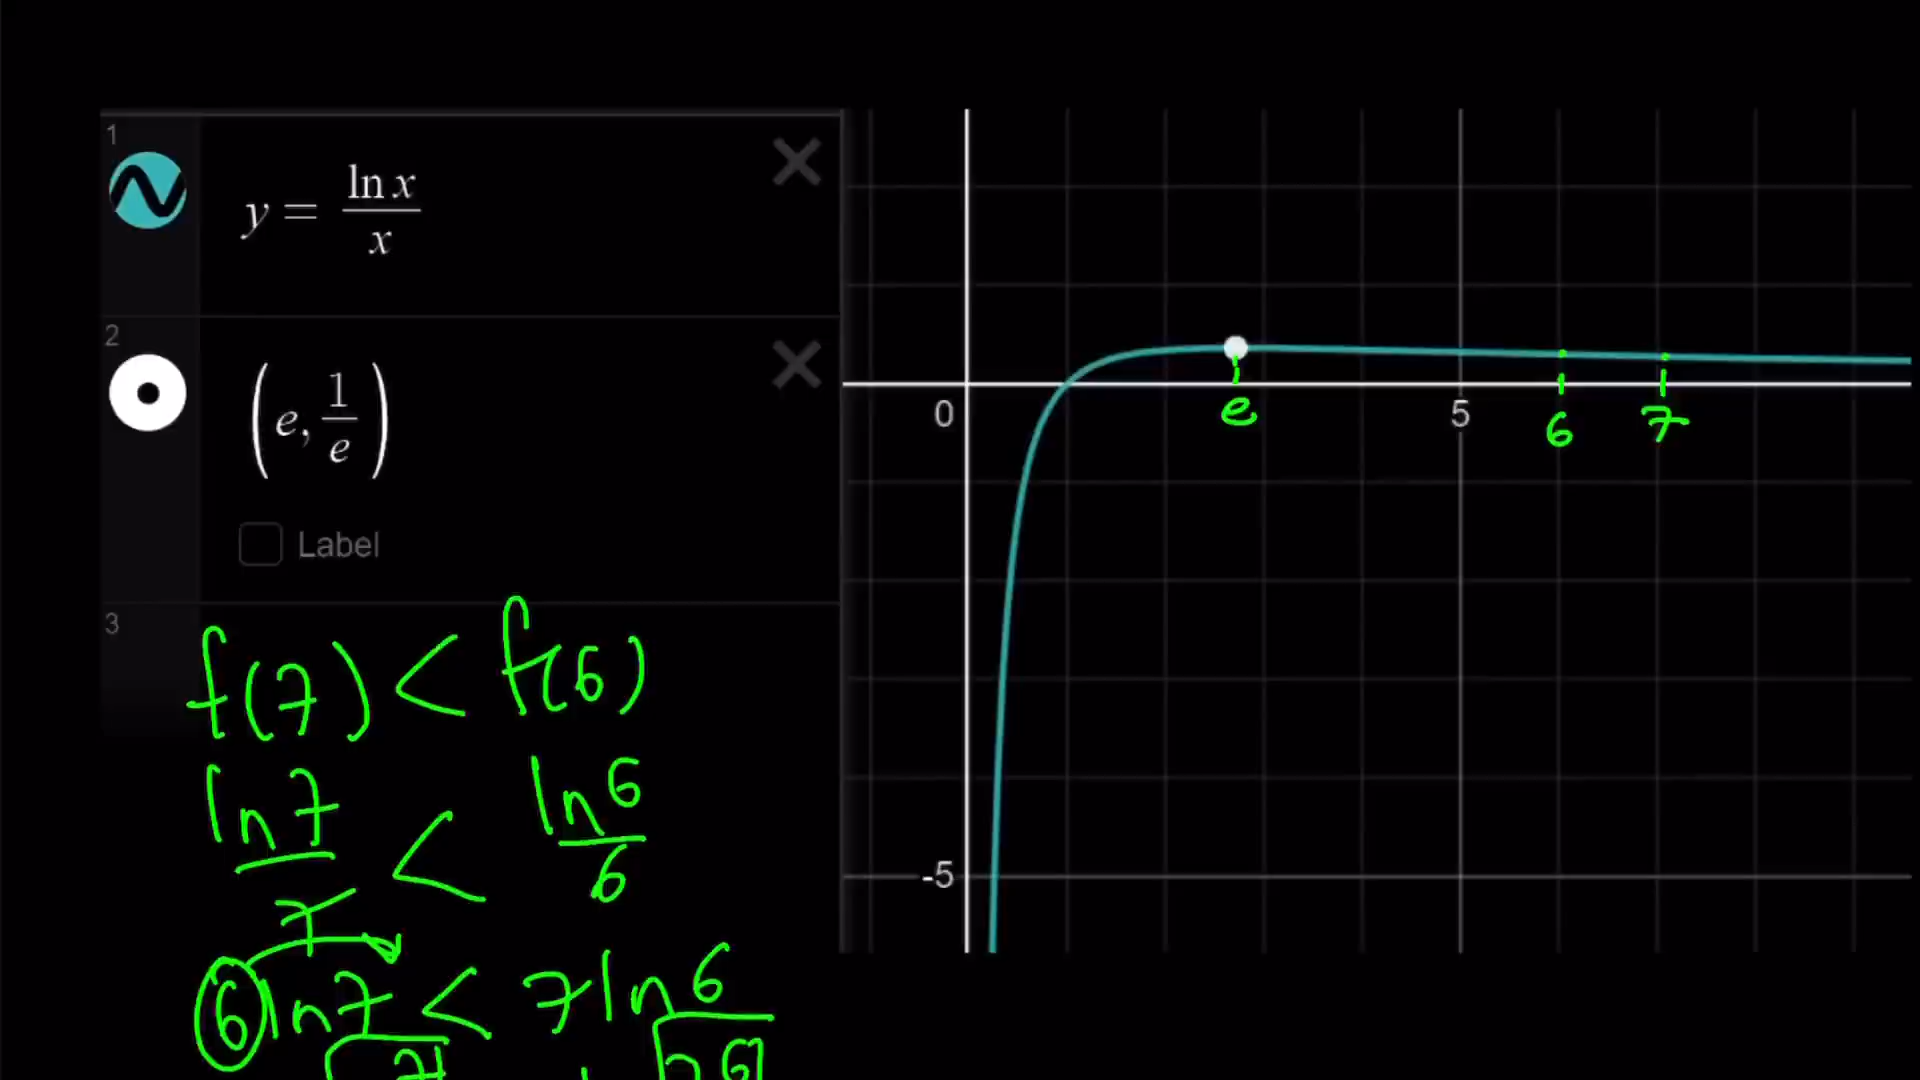 1
y = ln x / x
2
(e, 1/e)
Label
3
0
5
-5
e
6
7
f(7) < f(6)
ln7 / 7 < ln6 / 6
6ln7 < 7ln6